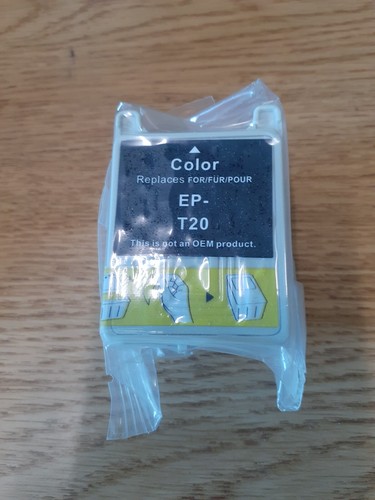 Color
Replaces FOR/FÜR/POUR
EP-
T20
This is not an OEM product.